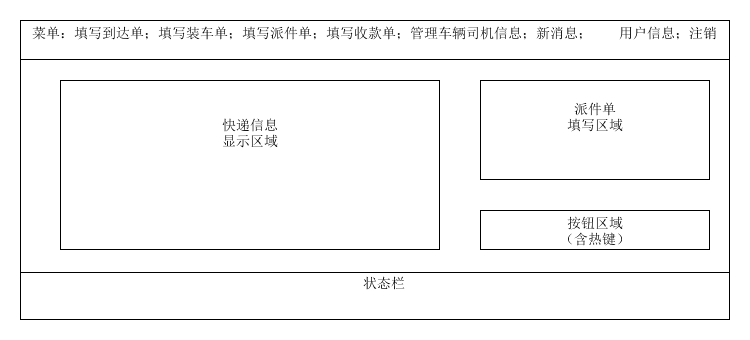 菜单：填写到达单；填写装车单；填写派件单；填写收款单；管理车辆司机信息；新消息； 用户信息；注销
快递信息
显示区域
派件单
填写区域
按钮区域
（含热键）
状态栏